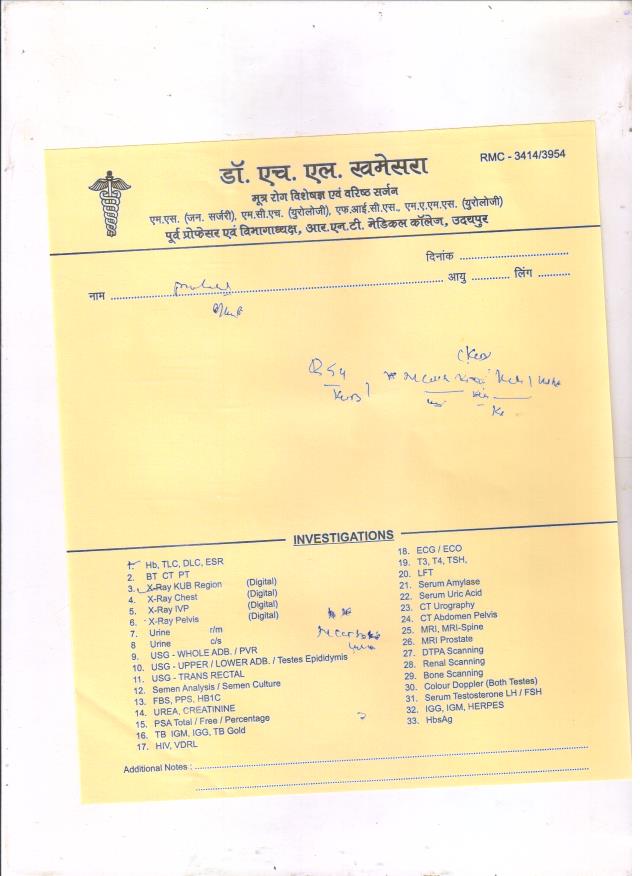 RMC - 3414/3954
डॉ. एच. एल. खमेसरा
मूत्र रोग विशेषज्ञ एवं वरिष्ठ सर्जन
एम.एस. (जन. सर्जरी), एम.सी.एच. (युरोलोजी), एफ.आई.सी.एस., एम.ए.एम.एस. (युरोलोजी)
पूर्व प्रोफेसर एवं विभागाध्यक्ष, आर.एन.टी. मेडिकल कॉलेज, उदयपुर
दिनांक
नाम आयु लिंग
INVESTIGATIONS
1. Hb, TLC, DLC, ESR
2. BT CT PT
3. X-Ray KUB Region (Digital)
4. X-Ray Chest (Digital)
5. X-Ray IVP (Digital)
6. X-Ray Pelvis (Digital)
7. Urine r/m
8 Urine c/s
9. USG - WHOLE ADB. / PVR
10. USG - UPPER / LOWER ADB. / Testes Epididymis
11. USG - TRANS RECTAL
12. Semen Analysis / Semen Culture
13. FBS, PPS, HB1C
14. UREA, CREATININE
15. PSA Total / Free / Percentage
16. TB IGM, IGG, TB Gold
17. HIV, VDRL
18. ECG / ECO
19. T3, T4, TSH,
20. LFT
21. Serum Amylase
22. Serum Uric Acid
23. CT Urography
24. CT Abdomen Pelvis
25. MRI, MRI-Spine
26. MRI Prostate
27. DTPA Scanning
28. Renal Scanning
29. Bone Scanning
30. Colour Doppler (Both Testes)
31. Serum Testosterone LH / FSH
32. IGG, IGM, HERPES
33. HbsAg
Additional Notes :